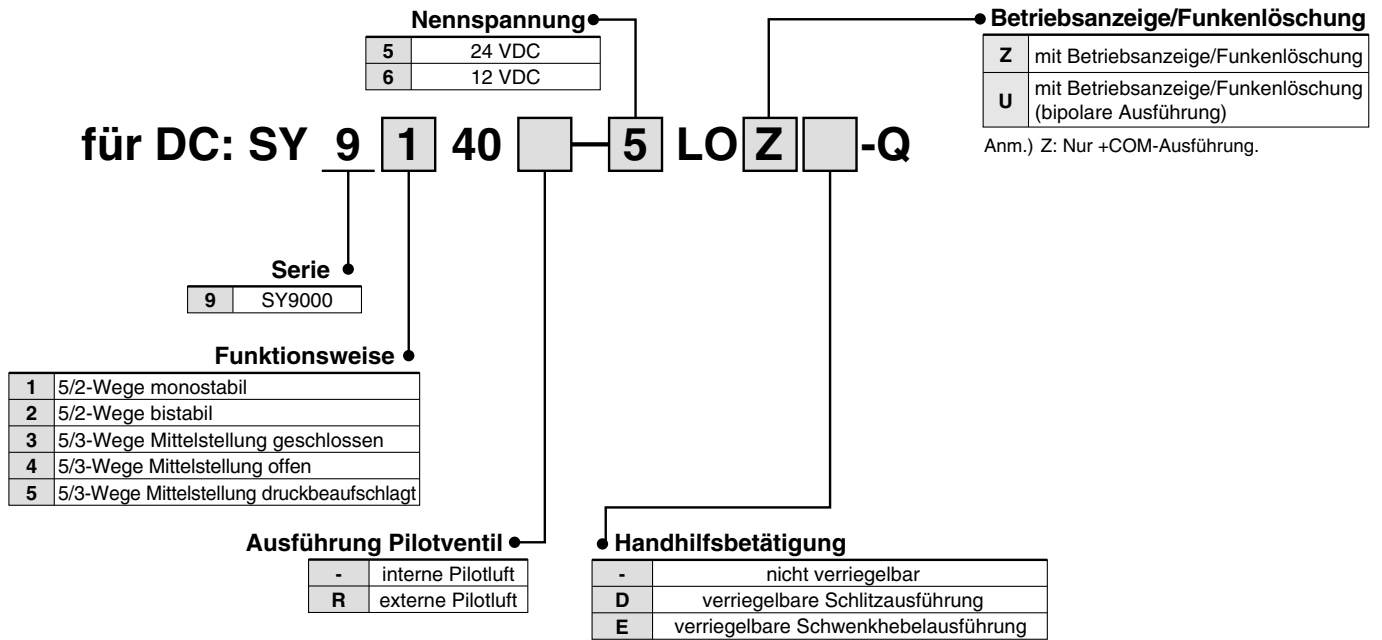 Nennspannung
5 24 VDC
6 12 VDC
Betriebsanzeige/Funkenlöschung
Z mit Betriebsanzeige/Funkenlöschung
U mit Betriebsanzeige/Funkenlöschung
(bipolare Ausführung)
Anm.) Z: Nur +COM-Ausführung.
für DC: SY 9 1 40 – 5 LO Z -Q
Serie
9 SY9000
Funktionsweise
1 5/2-Wege monostabil
2 5/2-Wege bistabil
3 5/3-Wege Mittelstellung geschlossen
4 5/3-Wege Mittelstellung offen
5 5/3-Wege Mittelstellung druckbeaufschlagt
Ausführung Pilotventil
- interne Pilotluft
R externe Pilotluft
Handhilfsbetätigung
- nicht verriegelbar
D verriegelbare Schlitzausführung
E verriegelbare Schwenkhebelausführung